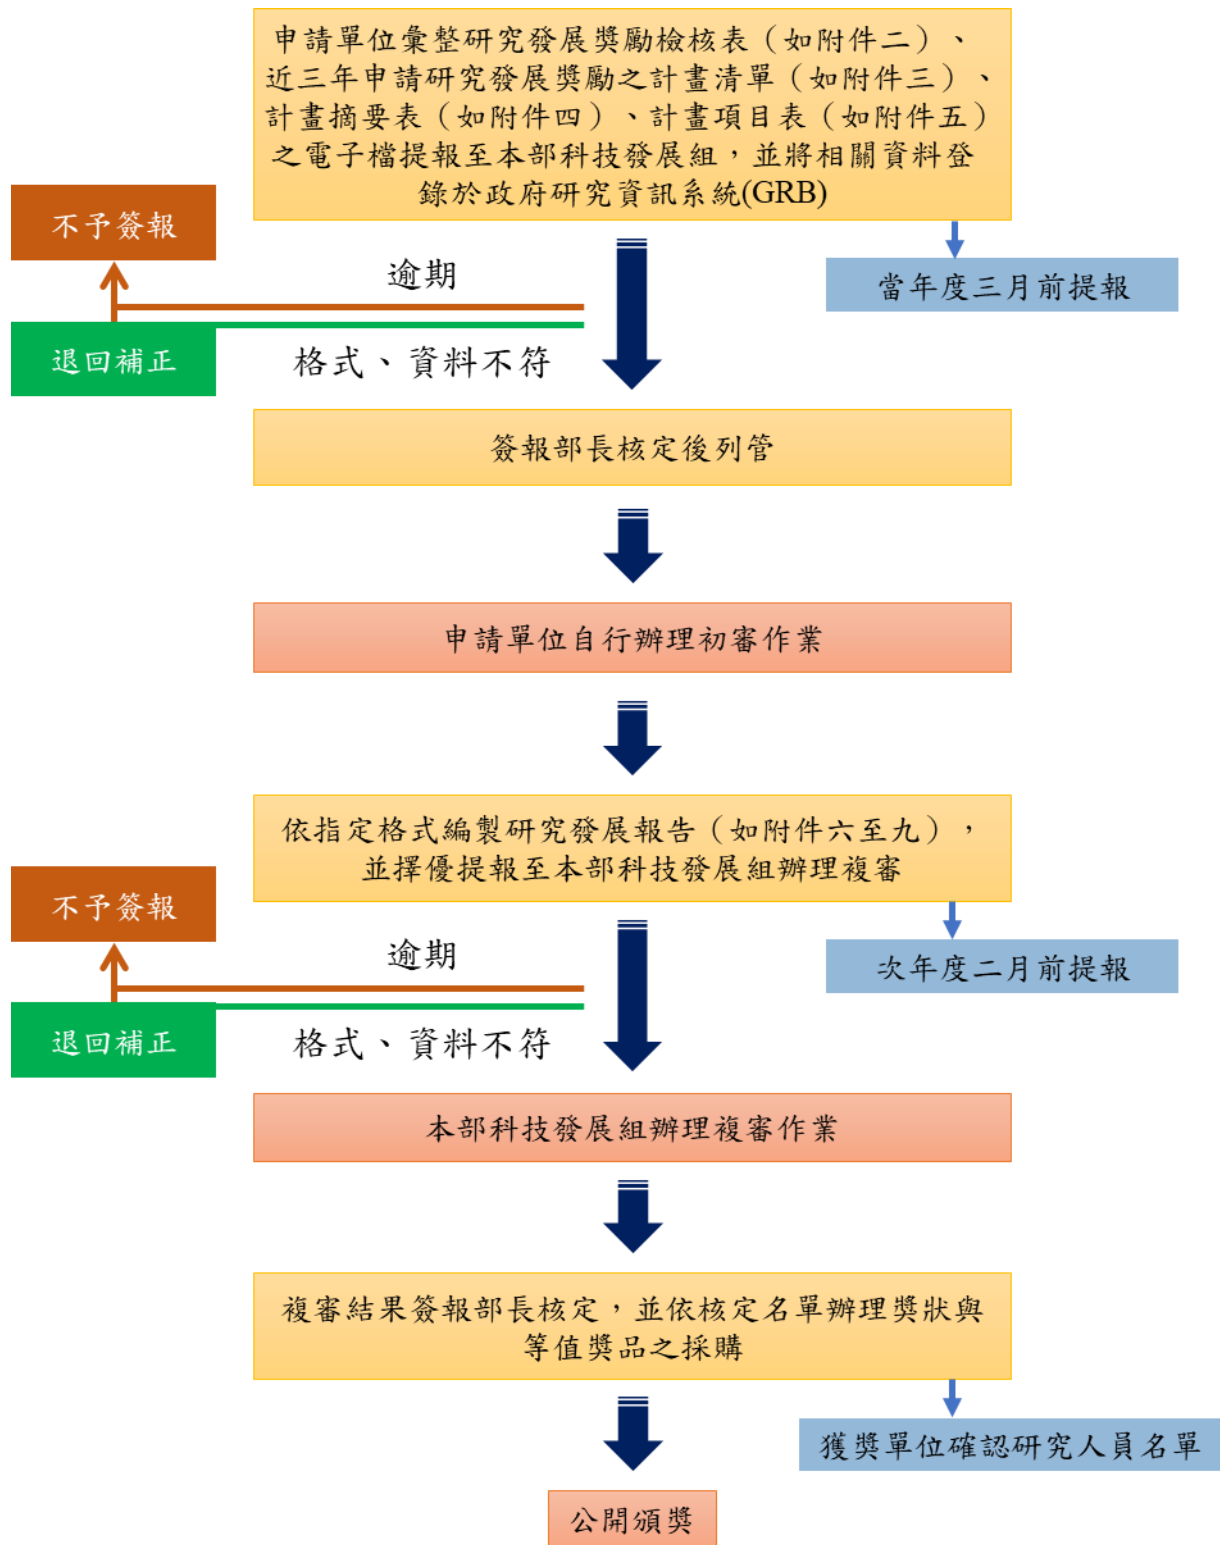 申請單位彙整研究發展獎勵檢核表（如附件二）、
近三年申請研究發展獎勵之計畫清單（如附件三）、
計畫摘要表（如附件四）、計畫項目表（如附件五）
之電子檔提報至本部科技發展組，並將相關資料登
錄於政府研究資訊系統(GRB)
不予簽報
逾期
當年度三月前提報
退回補正
格式、資料不符
簽報部長核定後列管
申請單位自行辦理初審作業
依指定格式編製研究發展報告（如附件六至九），
並擇優提報至本部科技發展組辦理複審
不予簽報
逾期
次年度二月前提報
退回補正
格式、資料不符
本部科技發展組辦理複審作業
複審結果簽報部長核定，並依核定名單辦理獎狀與
等值獎品之採購
獲獎單位確認研究人員名單
公開頒獎